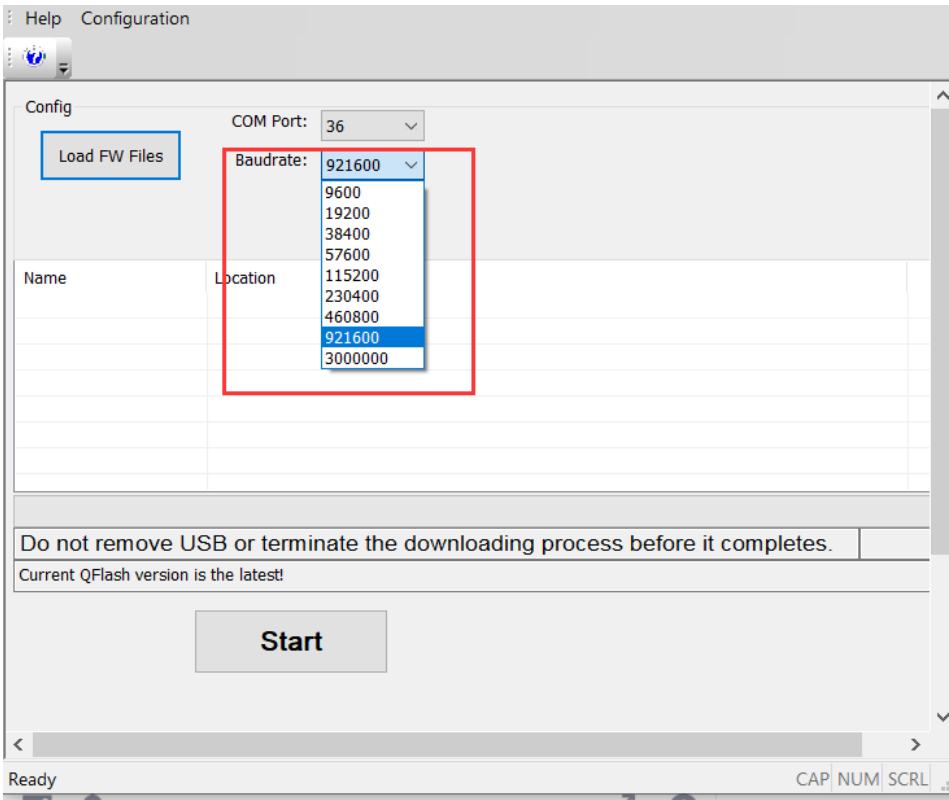 Help Configuration
Config
COM Port: 36
Load FW Files
Baudrate: 921600
9600
19200
38400
57600
115200
230400
460800
921600
3000000
Name Location
Do not remove USB or terminate the downloading process before it completes.
Current QFlash version is the latest!
Start
Ready CAP NUM SCRL